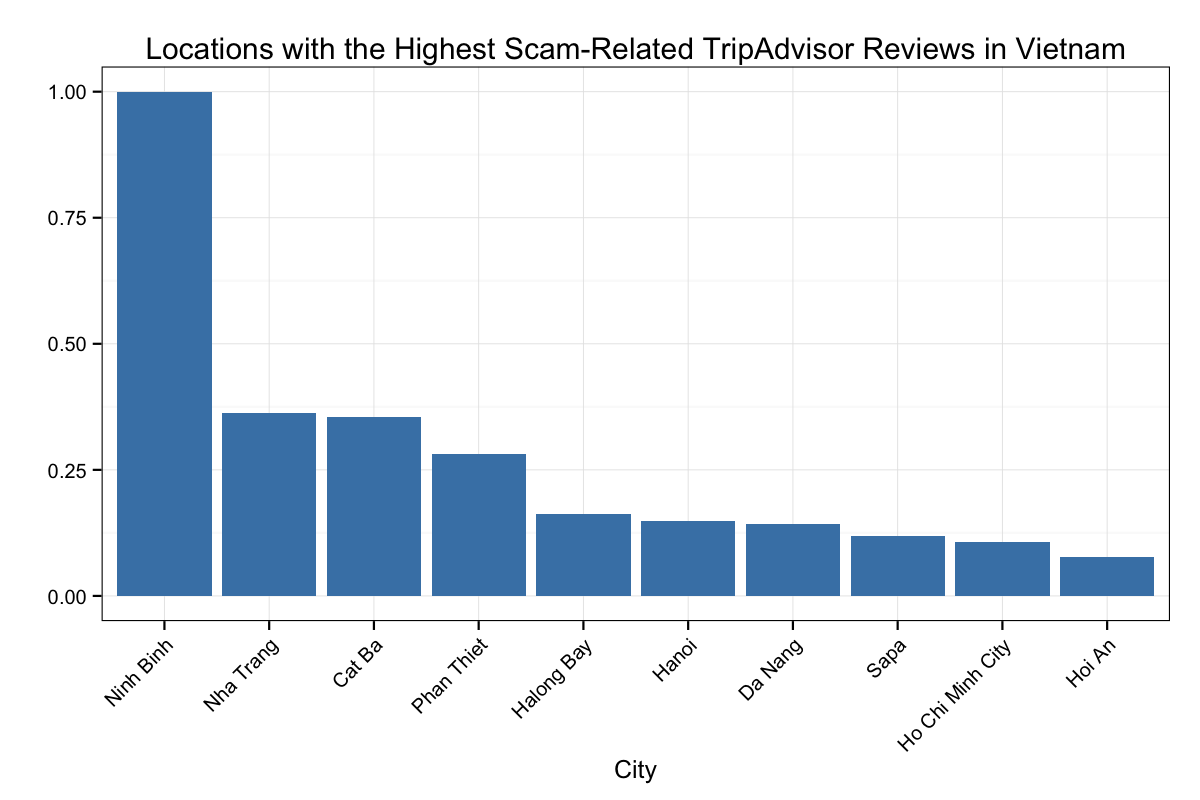 Locations with the Highest Scam-Related TripAdvisor Reviews in Vietnam
1.00
0.75
0.50
0.25
0.00
Ninh Binh
Nha Trang
Cat Ba
Phan Thiet
Halong Bay
Hanoi
Da Nang
Sapa
Ho Chi Minh City
Hoi An
City